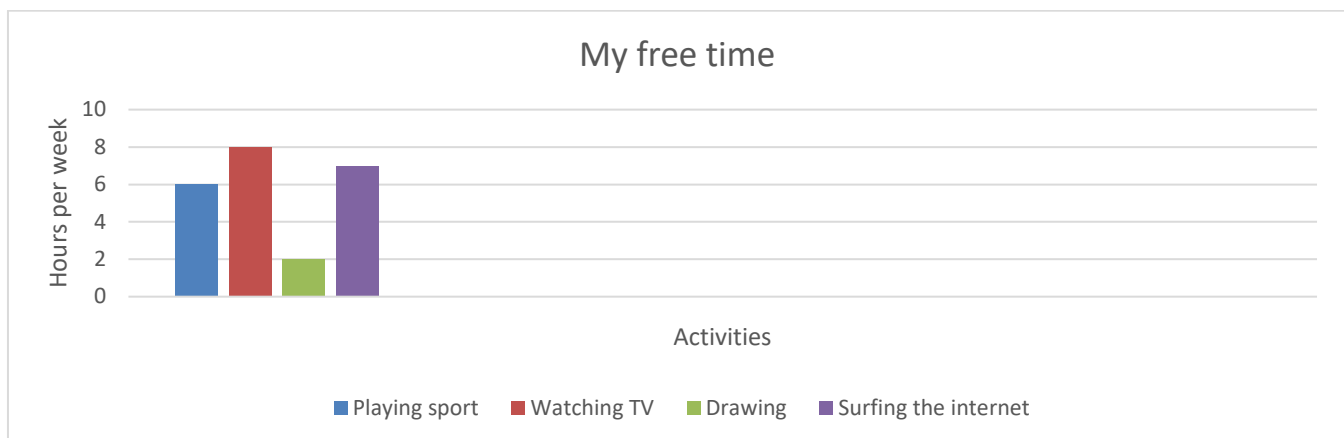 My free time
Hours per week
10
8
6
4
2
0
Activities
Playing sport Watching TV Drawing Surfing the internet